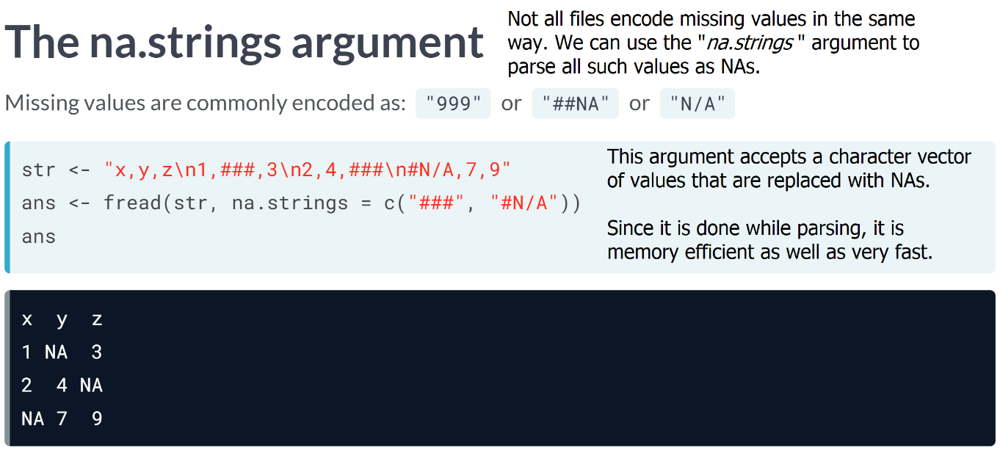 The na.strings argument
Not all files encode missing values in the same
way. We can use the "na.strings" argument to
parse all such values as NAs.
Missing values are commonly encoded as: "999" or "##NA" or "N/A"
str <- "x,y,z\n1,###,3\n2,4,###\n#N/A,7,9"
ans <- fread(str, na.strings = c("###", "#N/A"))
ans
This argument accepts a character vector
of values that are replaced with NAs.
Since it is done while parsing, it is
memory efficient as well as very fast.
x y z
1 NA 3
2 4 NA
NA 7 9